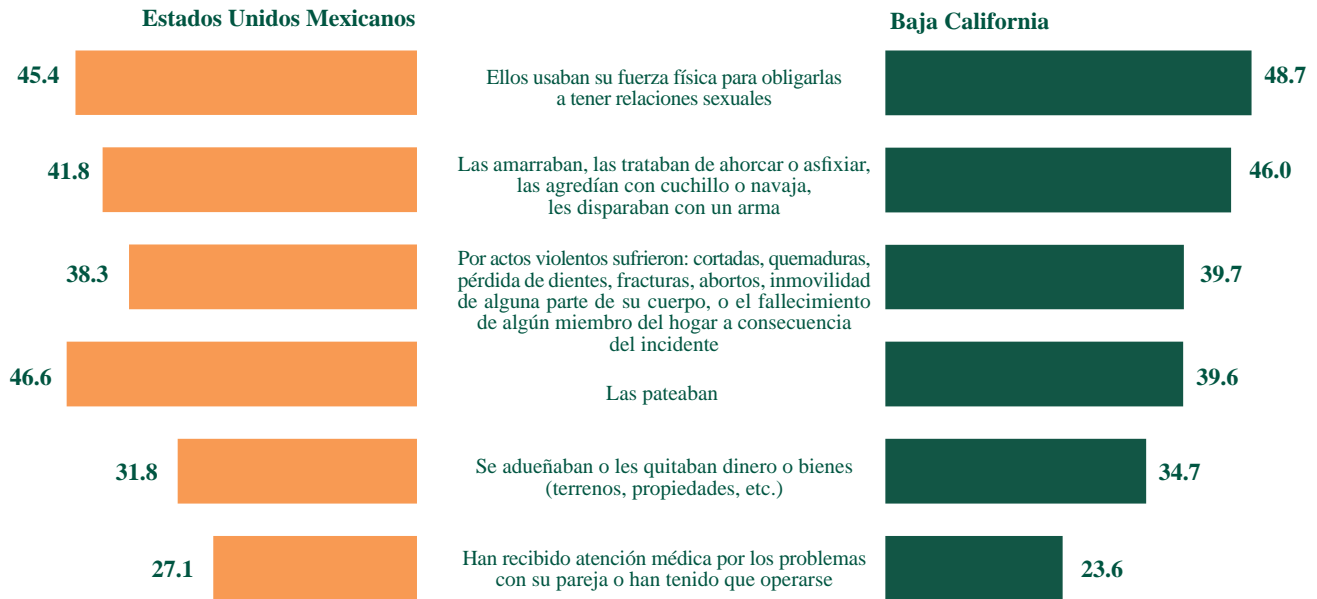 Estados Unidos Mexicanos
Baja California
45.4
Ellos usaban su fuerza física para obligarlas
a tener relaciones sexuales
48.7
41.8
Las amarraban, las trataban de ahorcar o asfixiar,
las agredían con cuchillo o navaja,
les disparaban con un arma
46.0
38.3
Por actos violentos sufrieron: cortadas, quemaduras,
pérdida de dientes, fracturas, abortos, inmovilidad
de alguna parte de su cuerpo, o el fallecimiento
de algún miembro del hogar a consecuencia
del incidente
39.7
46.6
Las pateaban
39.6
31.8
Se adueñaban o les quitaban dinero o bienes
(terrenos, propiedades, etc.)
34.7
27.1
Han recibido atención médica por los problemas
con su pareja o han tenido que operarse
23.6